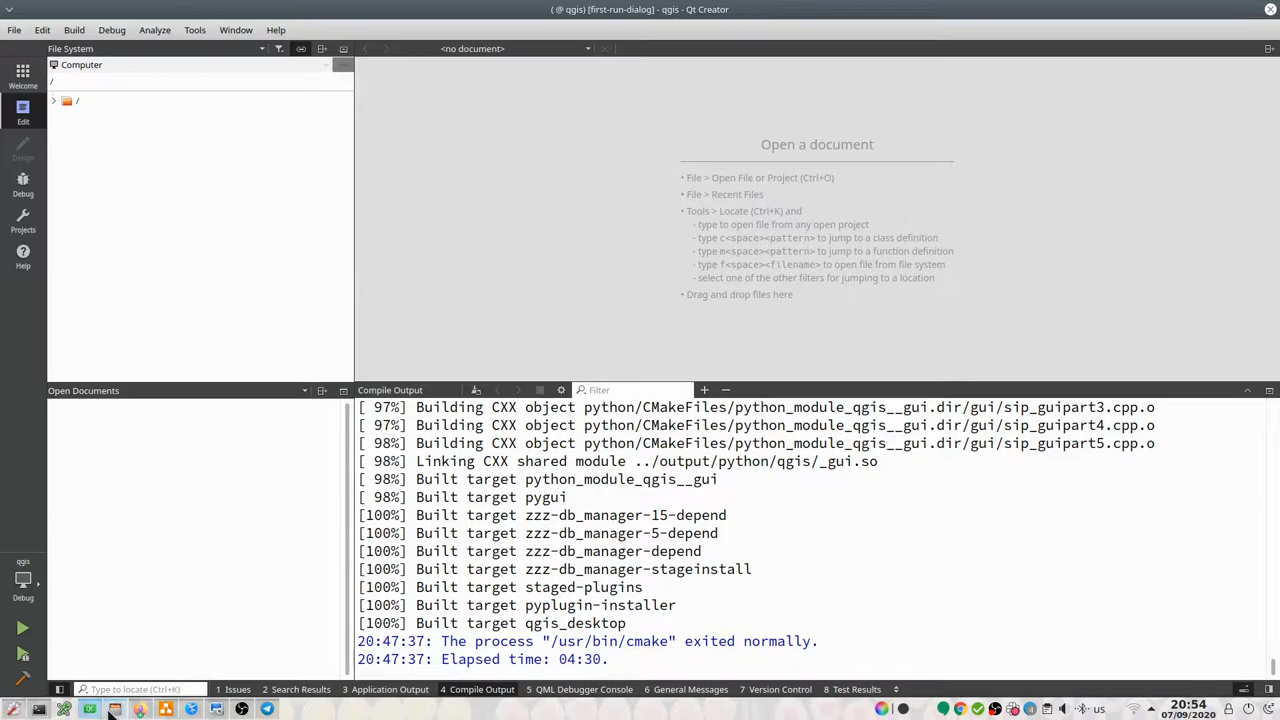 ( @ qgis) [first-run-dialog] - qgis - Qt Creator
File Edit Build Debug Analyze Tools Window Help
File System
<no document>
Computer
/
/
Welcome
Edit
Design
Debug
Projects
Help
Open a document
• File > Open File or Project (Ctrl+O)
• File > Recent Files
• Tools > Locate (Ctrl+K) and
- type to open file from any open project
- type c<space><pattern> to jump to a class definition
- type m<space><pattern> to jump to a function definition
- type f<space><filename> to open file from file system
- select one of the other filters for jumping to a location
• Drag and drop files here
Open Documents
Compile Output
Filter
[ 97%] Building CXX object python/CMakeFiles/python_module_qgis__gui.dir/gui/sip_guipart3.cpp.o
[ 97%] Building CXX object python/CMakeFiles/python_module_qgis__gui.dir/gui/sip_guipart4.cpp.o
[ 98%] Building CXX object python/CMakeFiles/python_module_qgis__gui.dir/gui/sip_guipart5.cpp.o
[ 98%] Linking CXX shared module ../output/python/qgis/_gui.so
[ 98%] Built target python_module_qgis__gui
[ 98%] Built target pygui
[100%] Built target zzz-db_manager-15-depend
[100%] Built target zzz-db_manager-5-depend
[100%] Built target zzz-db_manager-depend
[100%] Built target zzz-db_manager-stageinstall
[100%] Built target staged-plugins
[100%] Built target pyplugin-installer
[100%] Built target qgis_desktop
20:47:37: The process "/usr/bin/cmake" exited normally.
20:47:37: Elapsed time: 04:30.
qgis
Debug
Type to locate (Ctrl+K)
1 Issues 2 Search Results 3 Application Output 4 Compile Output 5 QML Debugger Console 6 General Messages 7 Version Control 8 Test Results
us
20:54
07/09/2020